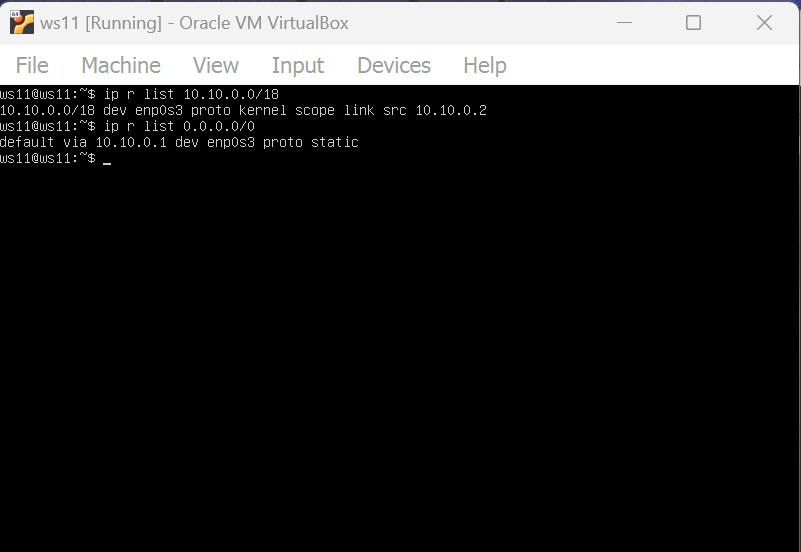 ws11 [Running] - Oracle VM VirtualBox
File Machine View Input Devices Help
ws11@ws11:~$ ip r list 10.10.0.0/18
10.10.0.0/18 dev enp0s3 proto kernel scope link src 10.10.0.2
ws11@ws11:~$ ip r list 0.0.0.0/0
default via 10.10.0.1 dev enp0s3 proto static
ws11@ws11:~$ _